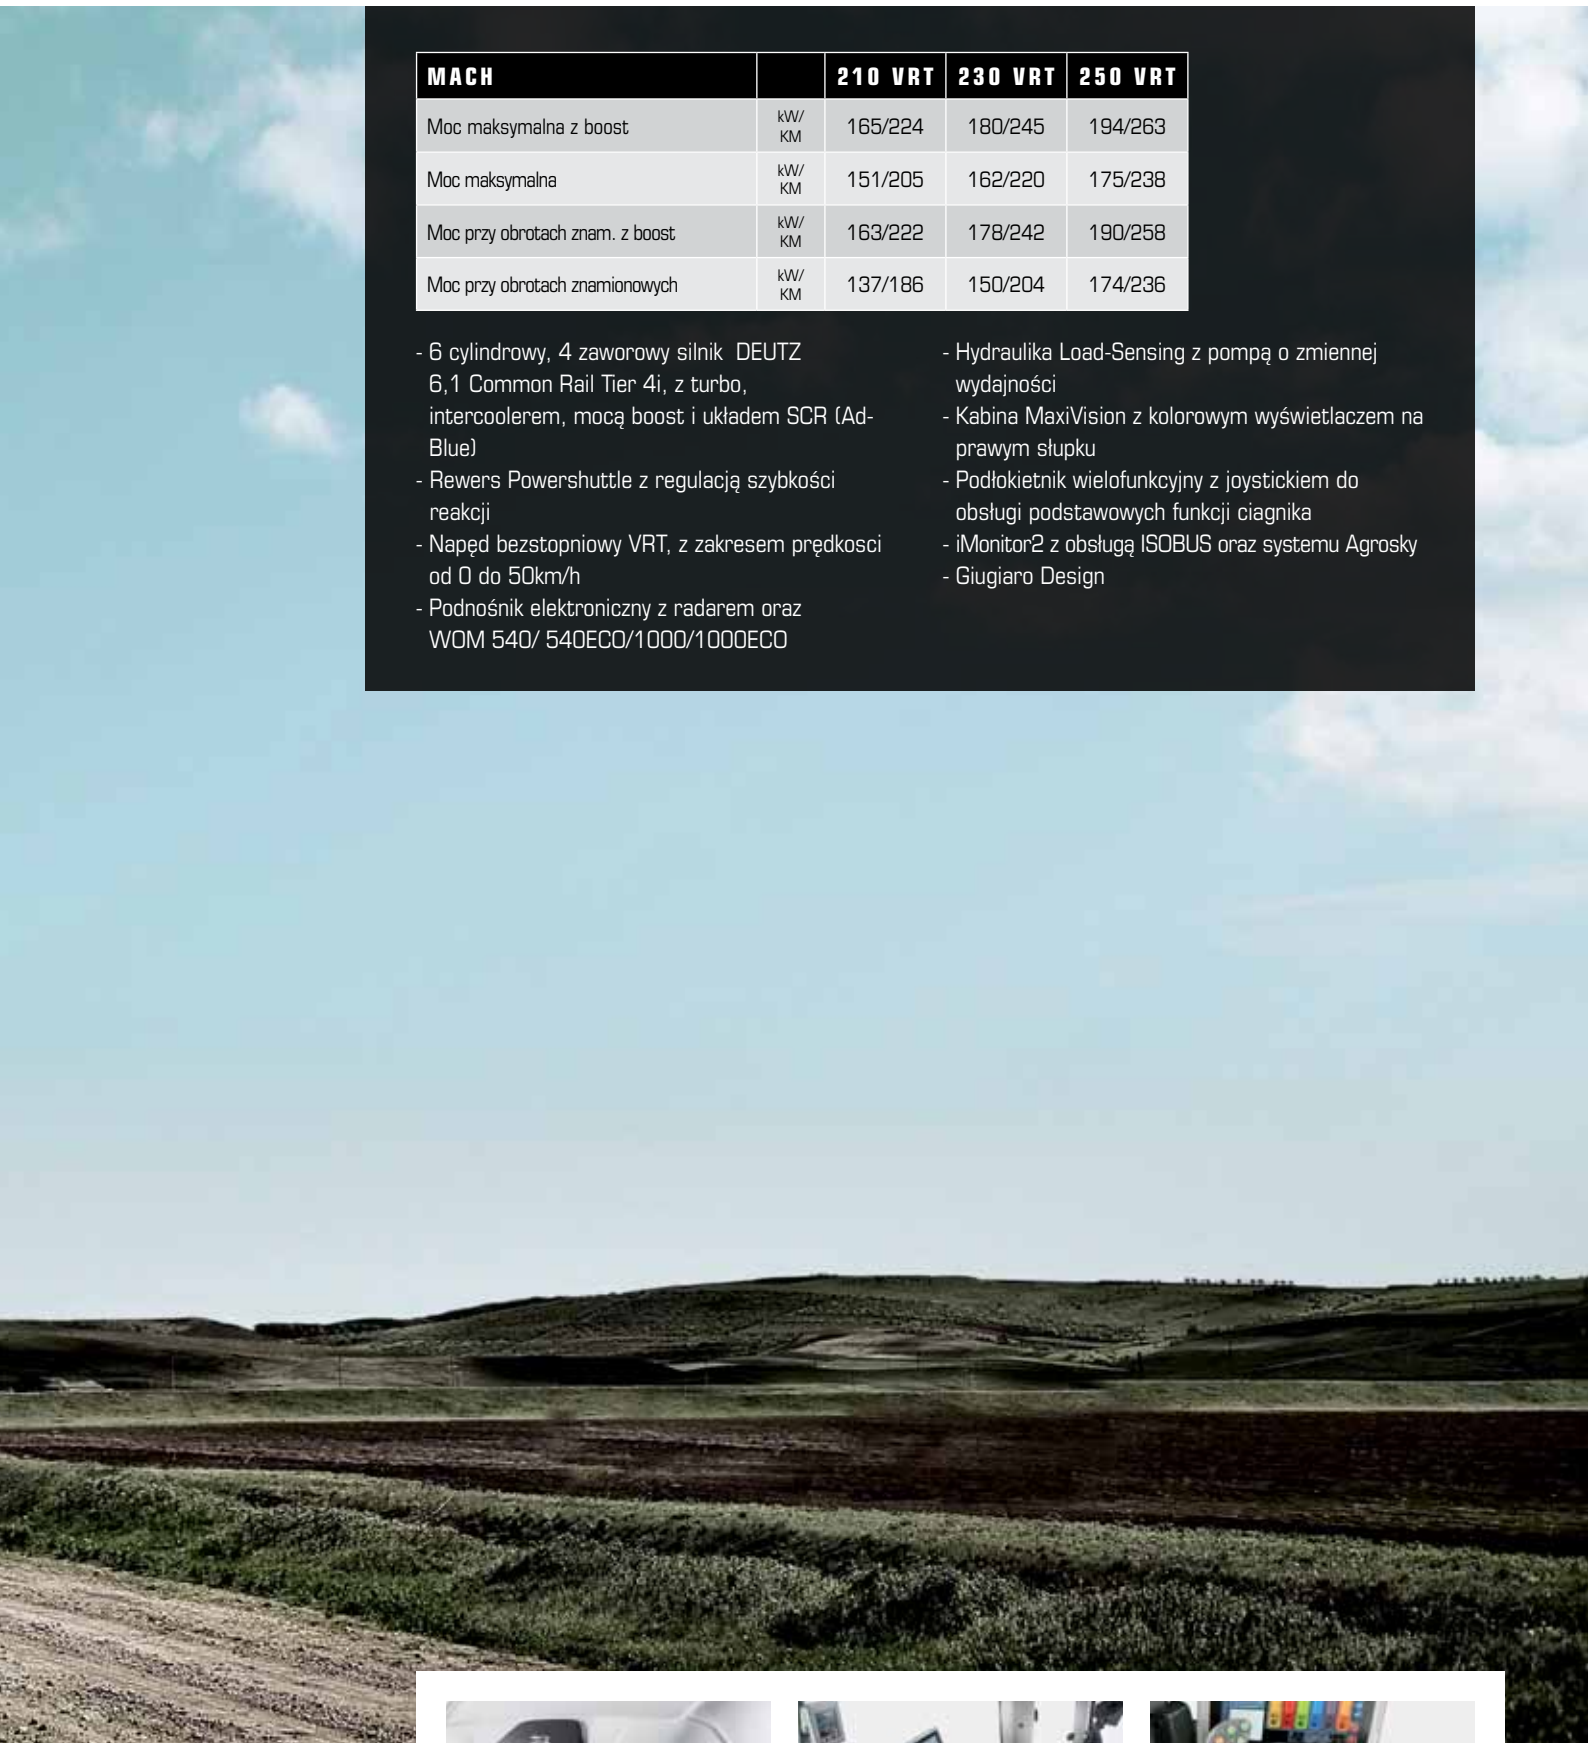 MACH 210 VRT 230 VRT 250 VRT
Moc maksymalna z boost kW/KM 165/224 180/245 194/263
Moc maksymalna kW/KM 151/205 162/220 175/238
Moc przy obrotach znam. z boost kW/KM 163/222 178/242 190/258
Moc przy obrotach znamionowych kW/KM 137/186 150/204 174/236
- 6 cylindrowy, 4 zaworowy silnik DEUTZ
6,1 Common Rail Tier 4i, z turbo,
intercoolerem, mocą boost i układem SCR (Ad-
Blue)
- Rewers Powershuttle z regulacją szybkości
reakcji
- Napęd bezstopniowy VRT, z zakresem prędkosci
od 0 do 50km/h
- Podnośnik elektroniczny z radarem oraz
WOM 540/ 540ECO/1000/1000ECO
- Hydraulika Load-Sensing z pompą o zmiennej
wydajności
- Kabina MaxiVision z kolorowym wyświetlaczem na
prawym słupku
- Podłokietnik wielofunkcyjny z joystickiem do
obsługi podstawowych funkcji ciagnika
- iMonitor2 z obsługą ISOBUS oraz systemu Agrosky
- Giugiaro Design